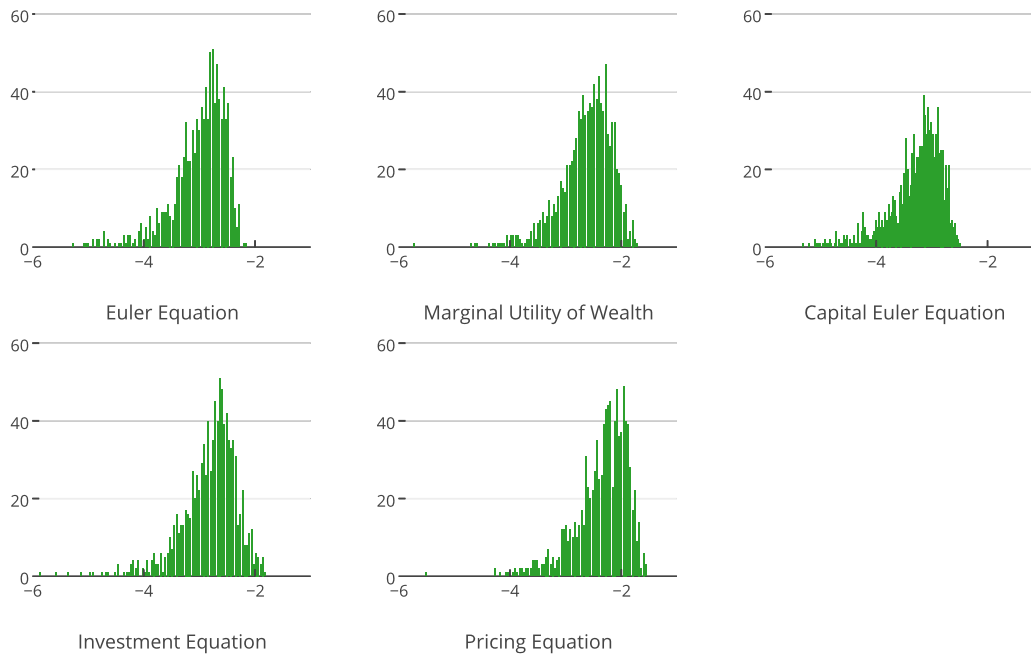 60
40
20
0
−6 −4 −2
Euler Equation
60
40
20
0
−6 −4 −2
Marginal Utility of Wealth
60
40
20
0
−6 −4 −2
Capital Euler Equation
60
40
20
0
−6 −4 −2
Investment Equation
60
40
20
0
−6 −4 −2
Pricing Equation